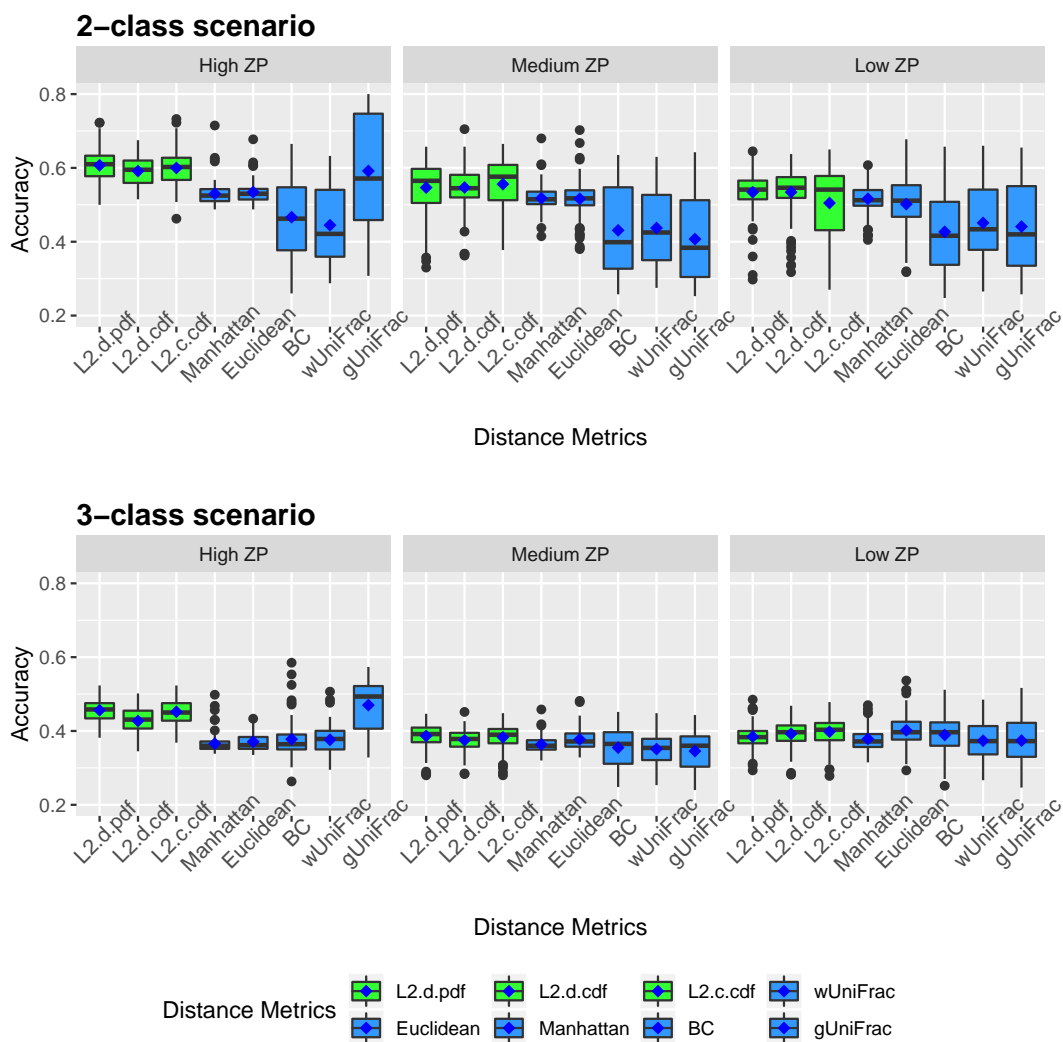 2−class scenario
High ZP
Medium ZP
Low ZP
0.8
0.6
0.4
0.2
Accuracy
L2.d.pdf
L2.d.cdf
L2.c.cdf
Manhattan
Euclidean
BC
wUniFrac
gUniFrac
L2.d.pdf
L2.d.cdf
L2.c.cdf
Manhattan
Euclidean
BC
wUniFrac
gUniFrac
L2.d.pdf
L2.d.cdf
L2.c.cdf
Manhattan
Euclidean
BC
wUniFrac
gUniFrac
Distance Metrics
3−class scenario
High ZP
Medium ZP
Low ZP
0.8
0.6
0.4
0.2
Accuracy
L2.d.pdf
L2.d.cdf
L2.c.cdf
Manhattan
Euclidean
BC
wUniFrac
gUniFrac
L2.d.pdf
L2.d.cdf
L2.c.cdf
Manhattan
Euclidean
BC
wUniFrac
gUniFrac
L2.d.pdf
L2.d.cdf
L2.c.cdf
Manhattan
Euclidean
BC
wUniFrac
gUniFrac
Distance Metrics
Distance Metrics
L2.d.pdf
L2.d.cdf
L2.c.cdf
wUniFrac
Euclidean
Manhattan
BC
gUniFrac